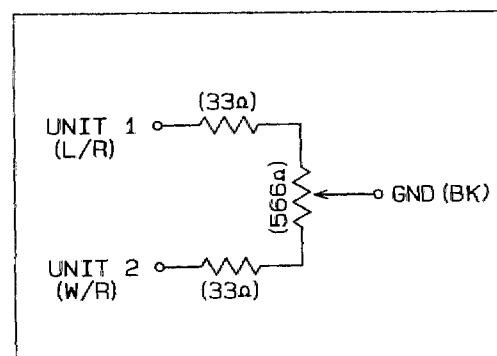 (33Ω)
UNIT 1
(L/R)
(566Ω)
GND (BK)
UNIT 2
(W/R)
(33Ω)